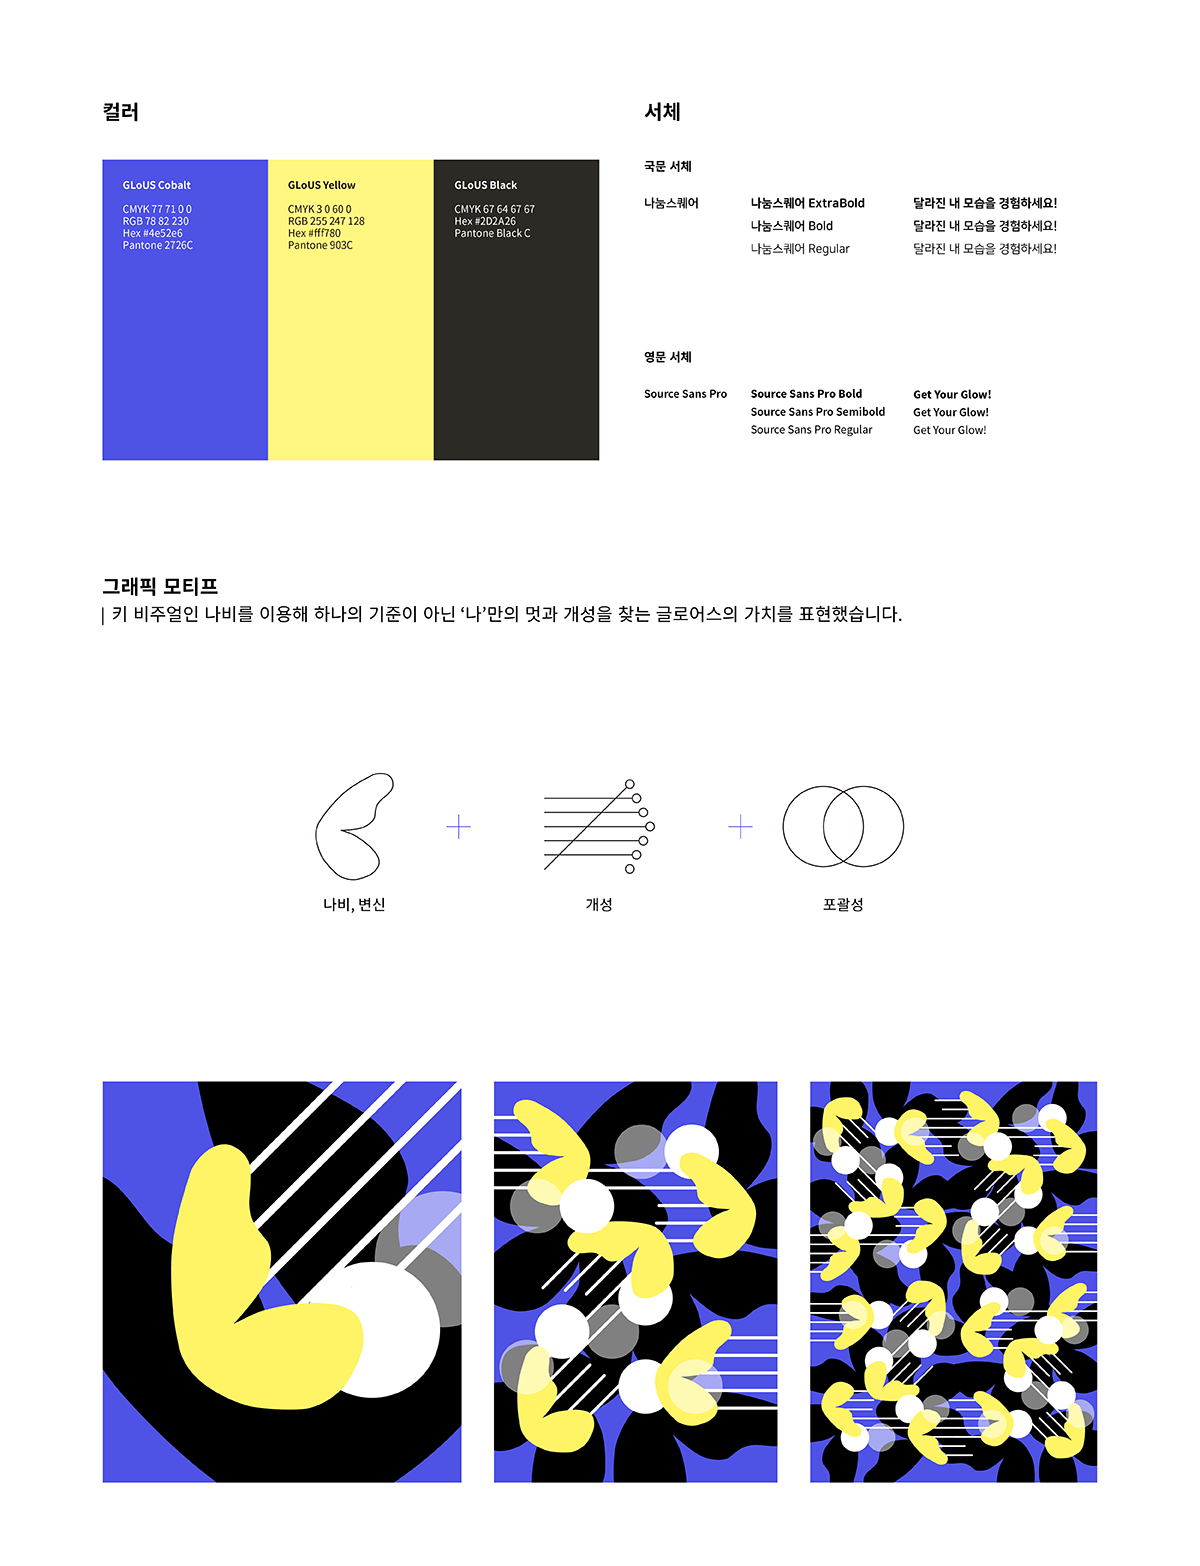 컬러
GLoUS Cobalt
CMYK 77 71 0 0
RGB 78 82 230
Hex #4e52e6
Pantone 2726C
GLoUS Yellow
CMYK 3 0 60 0
RGB 255 247 128
Hex #fff780
Pantone 903C
GLoUS Black
CMYK 67 64 67 67
Hex #2D2A26
Pantone Black C
서체
국문 서체
나눔스퀘어 나눔스퀘어 ExtraBold 달라진 내 모습을 경험하세요!
나눔스퀘어 Bold 달라진 내 모습을 경험하세요!
나눔스퀘어 Regular 달라진 내 모습을 경험하세요!
영문 서체
Source Sans Pro Source Sans Pro Bold Get Your Glow!
Source Sans Pro Semibold Get Your Glow!
Source Sans Pro Regular Get Your Glow!
그래픽 모티프
| 키 비주얼인 나비를 이용해 하나의 기준이 아닌 ‘나’만의 멋과 개성을 찾는 글로어스의 가치를 표현했습니다.
나비, 변신
개성
포괄성